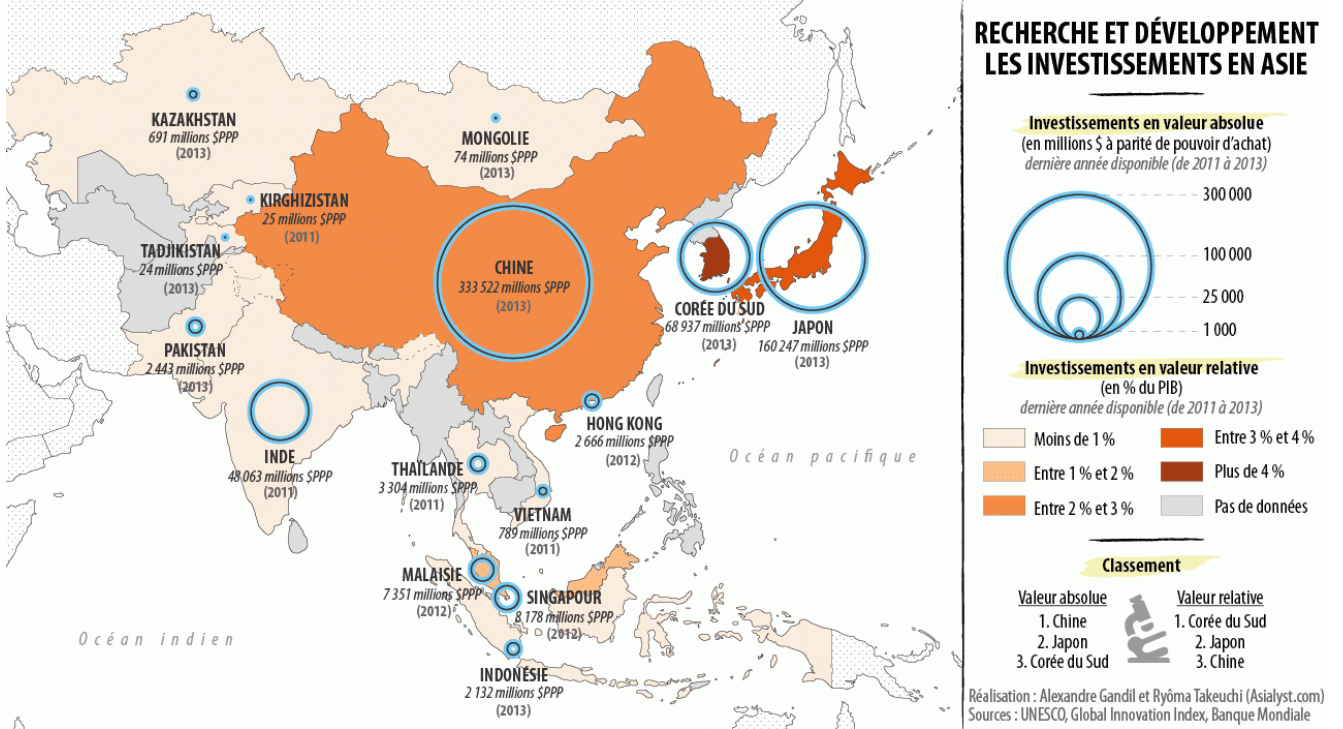 RECHERCHE ET DÉVELOPPEMENT
LES INVESTISSEMENTS EN ASIE
Investissements en valeur absolue
(en millions $ à parité de pouvoir d'achat)
dernière année disponible (de 2011 à 2013)
300 000
100 000
25 000
1 000
Investissements en valeur relative
(en % du PIB)
dernière année disponible (de 2011 à 2013)
Moins de 1 %
Entre 1 % et 2 %
Entre 2 % et 3 %
Entre 3 % et 4 %
Plus de 4 %
Pas de données
Classement
Valeur absolue
1. Chine
2. Japon
3. Corée du Sud
Valeur relative
1. Corée du Sud
2. Japon
3. Chine
Réalisation : Alexandre Gandil et Ryôma Takeuchi (Asialyst.com)
Sources : UNESCO, Global Innovation Index, Banque Mondiale
KAZAKHSTAN
691 millions $PPP
(2013)
MONGOLIE
74 millions $PPP
(2013)
KIRGHIZISTAN
25 millions $PPP
(2011)
TADJIKISTAN
24 millions $PPP
(2013)
CHINE
333 522 millions $PPP
(2013)
CORÉE DU SUD
68 937 millions $PPP
(2013)
JAPON
160 247 millions $PPP
(2013)
PAKISTAN
2 443 millions $PPP
(2013)
INDE
48 063 millions $PPP
(2011)
HONG KONG
2 666 millions $PPP
(2012)
THAÏLANDE
3 304 millions $PPP
(2011)
VIETNAM
789 millions $PPP
(2011)
MALAISIE
7 351 millions $PPP
(2012)
SINGAPOUR
8 178 millions $PPP
(2012)
INDONÉSIE
2 132 millions $PPP
(2013)
Océan pacifique
Océan indien